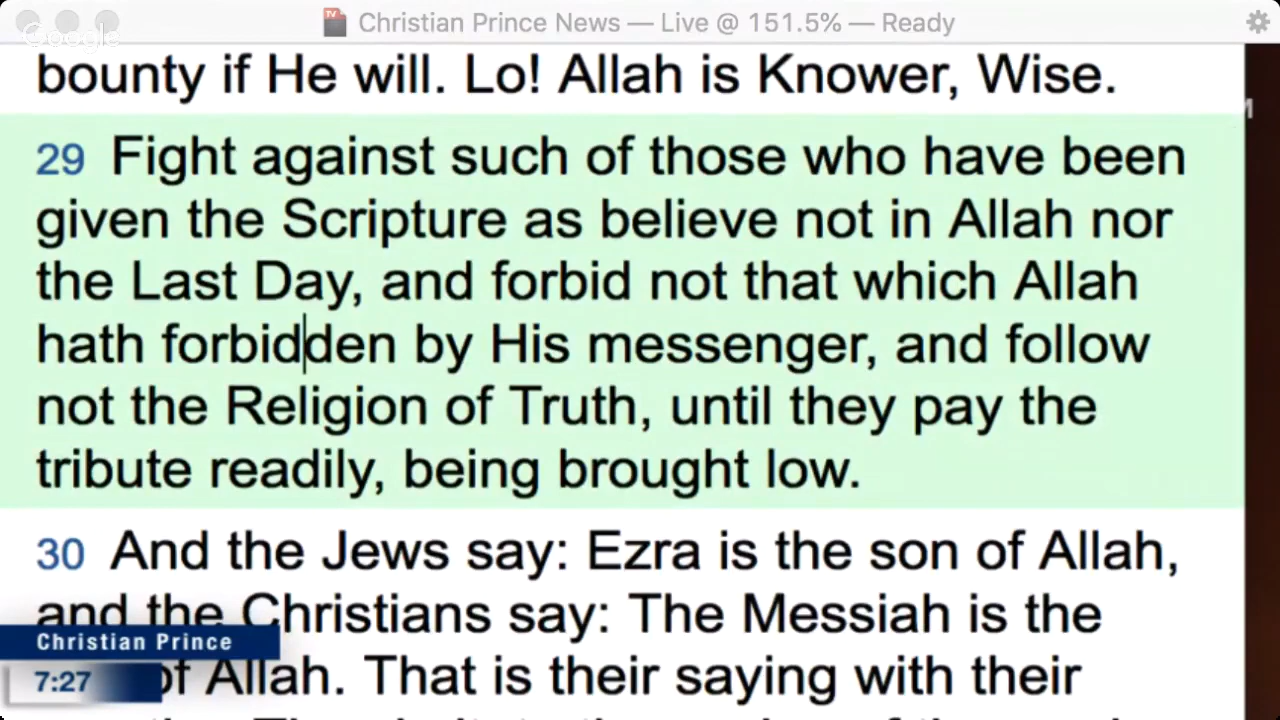 Christian Prince News — Live @ 151.5% — Ready
Google
bounty if He will. Lo! Allah is Knower, Wise.
29 Fight against such of those who have been
given the Scripture as believe not in Allah nor
the Last Day, and forbid not that which Allah
hath forbidden by His messenger, and follow
not the Religion of Truth, until they pay the
tribute readily, being brought low.
30 And the Jews say: Ezra is the son of Allah,
and the Christians say: The Messiah is the
Christian Prince
of Allah. That is their saying with their
7:27